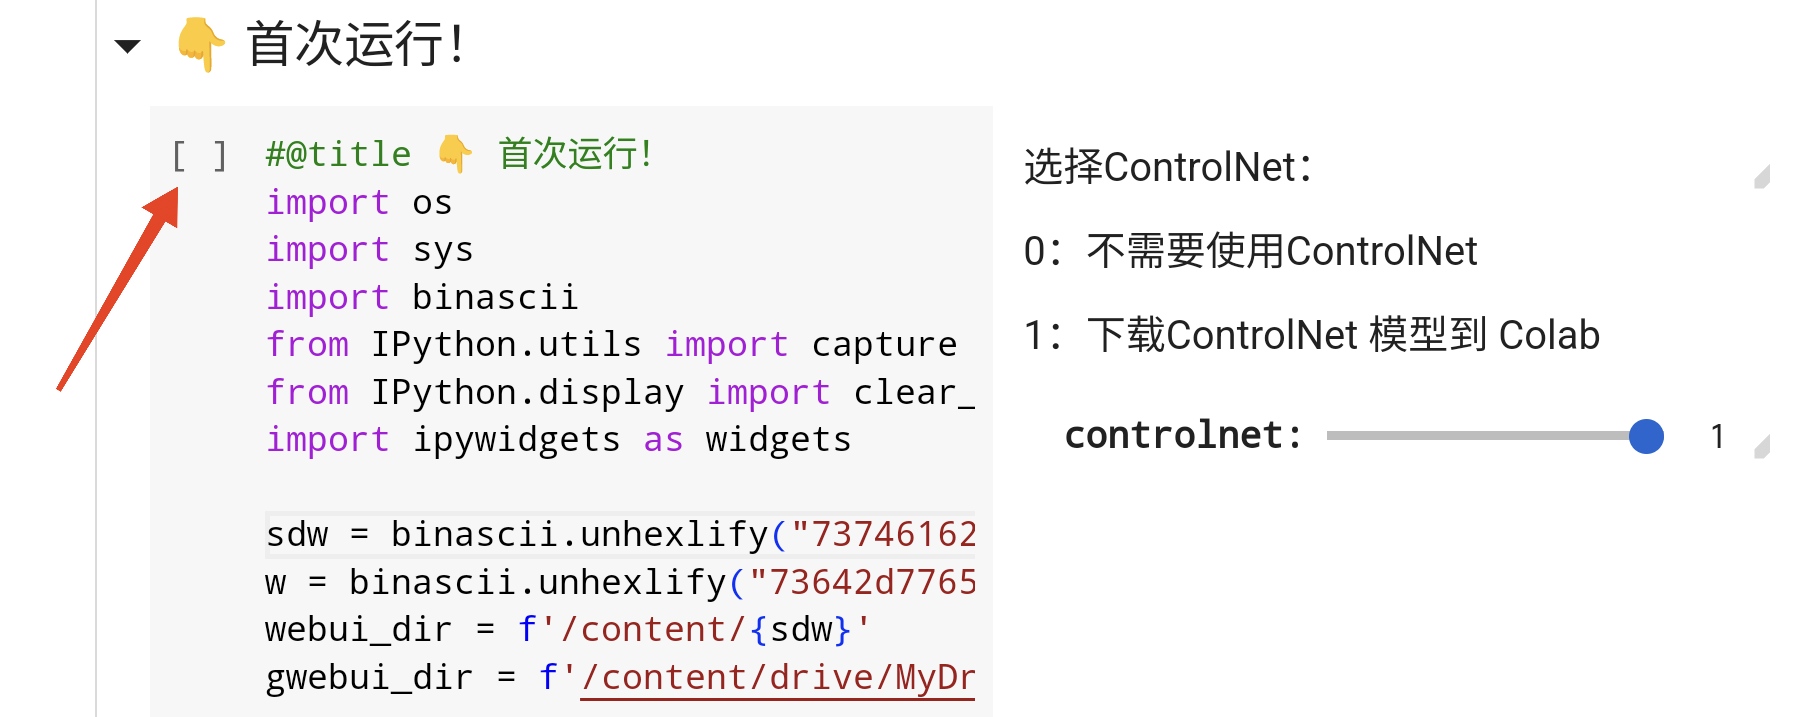 👇 首次运行！
[ ] #@title 👇 首次运行！
import os
import sys
import binascii
from IPython.utils import capture
from IPython.display import clear_
import ipywidgets as widgets
sdw = binascii.unhexlify("73746162
w = binascii.unhexlify("73642d7765
webui_dir = f'/content/{sdw}'
gwebui_dir = f'/content/drive/MyDr
选择ControlNet：
0：不需要使用ControlNet
1：下载ControlNet 模型到 Colab
controlnet: 1